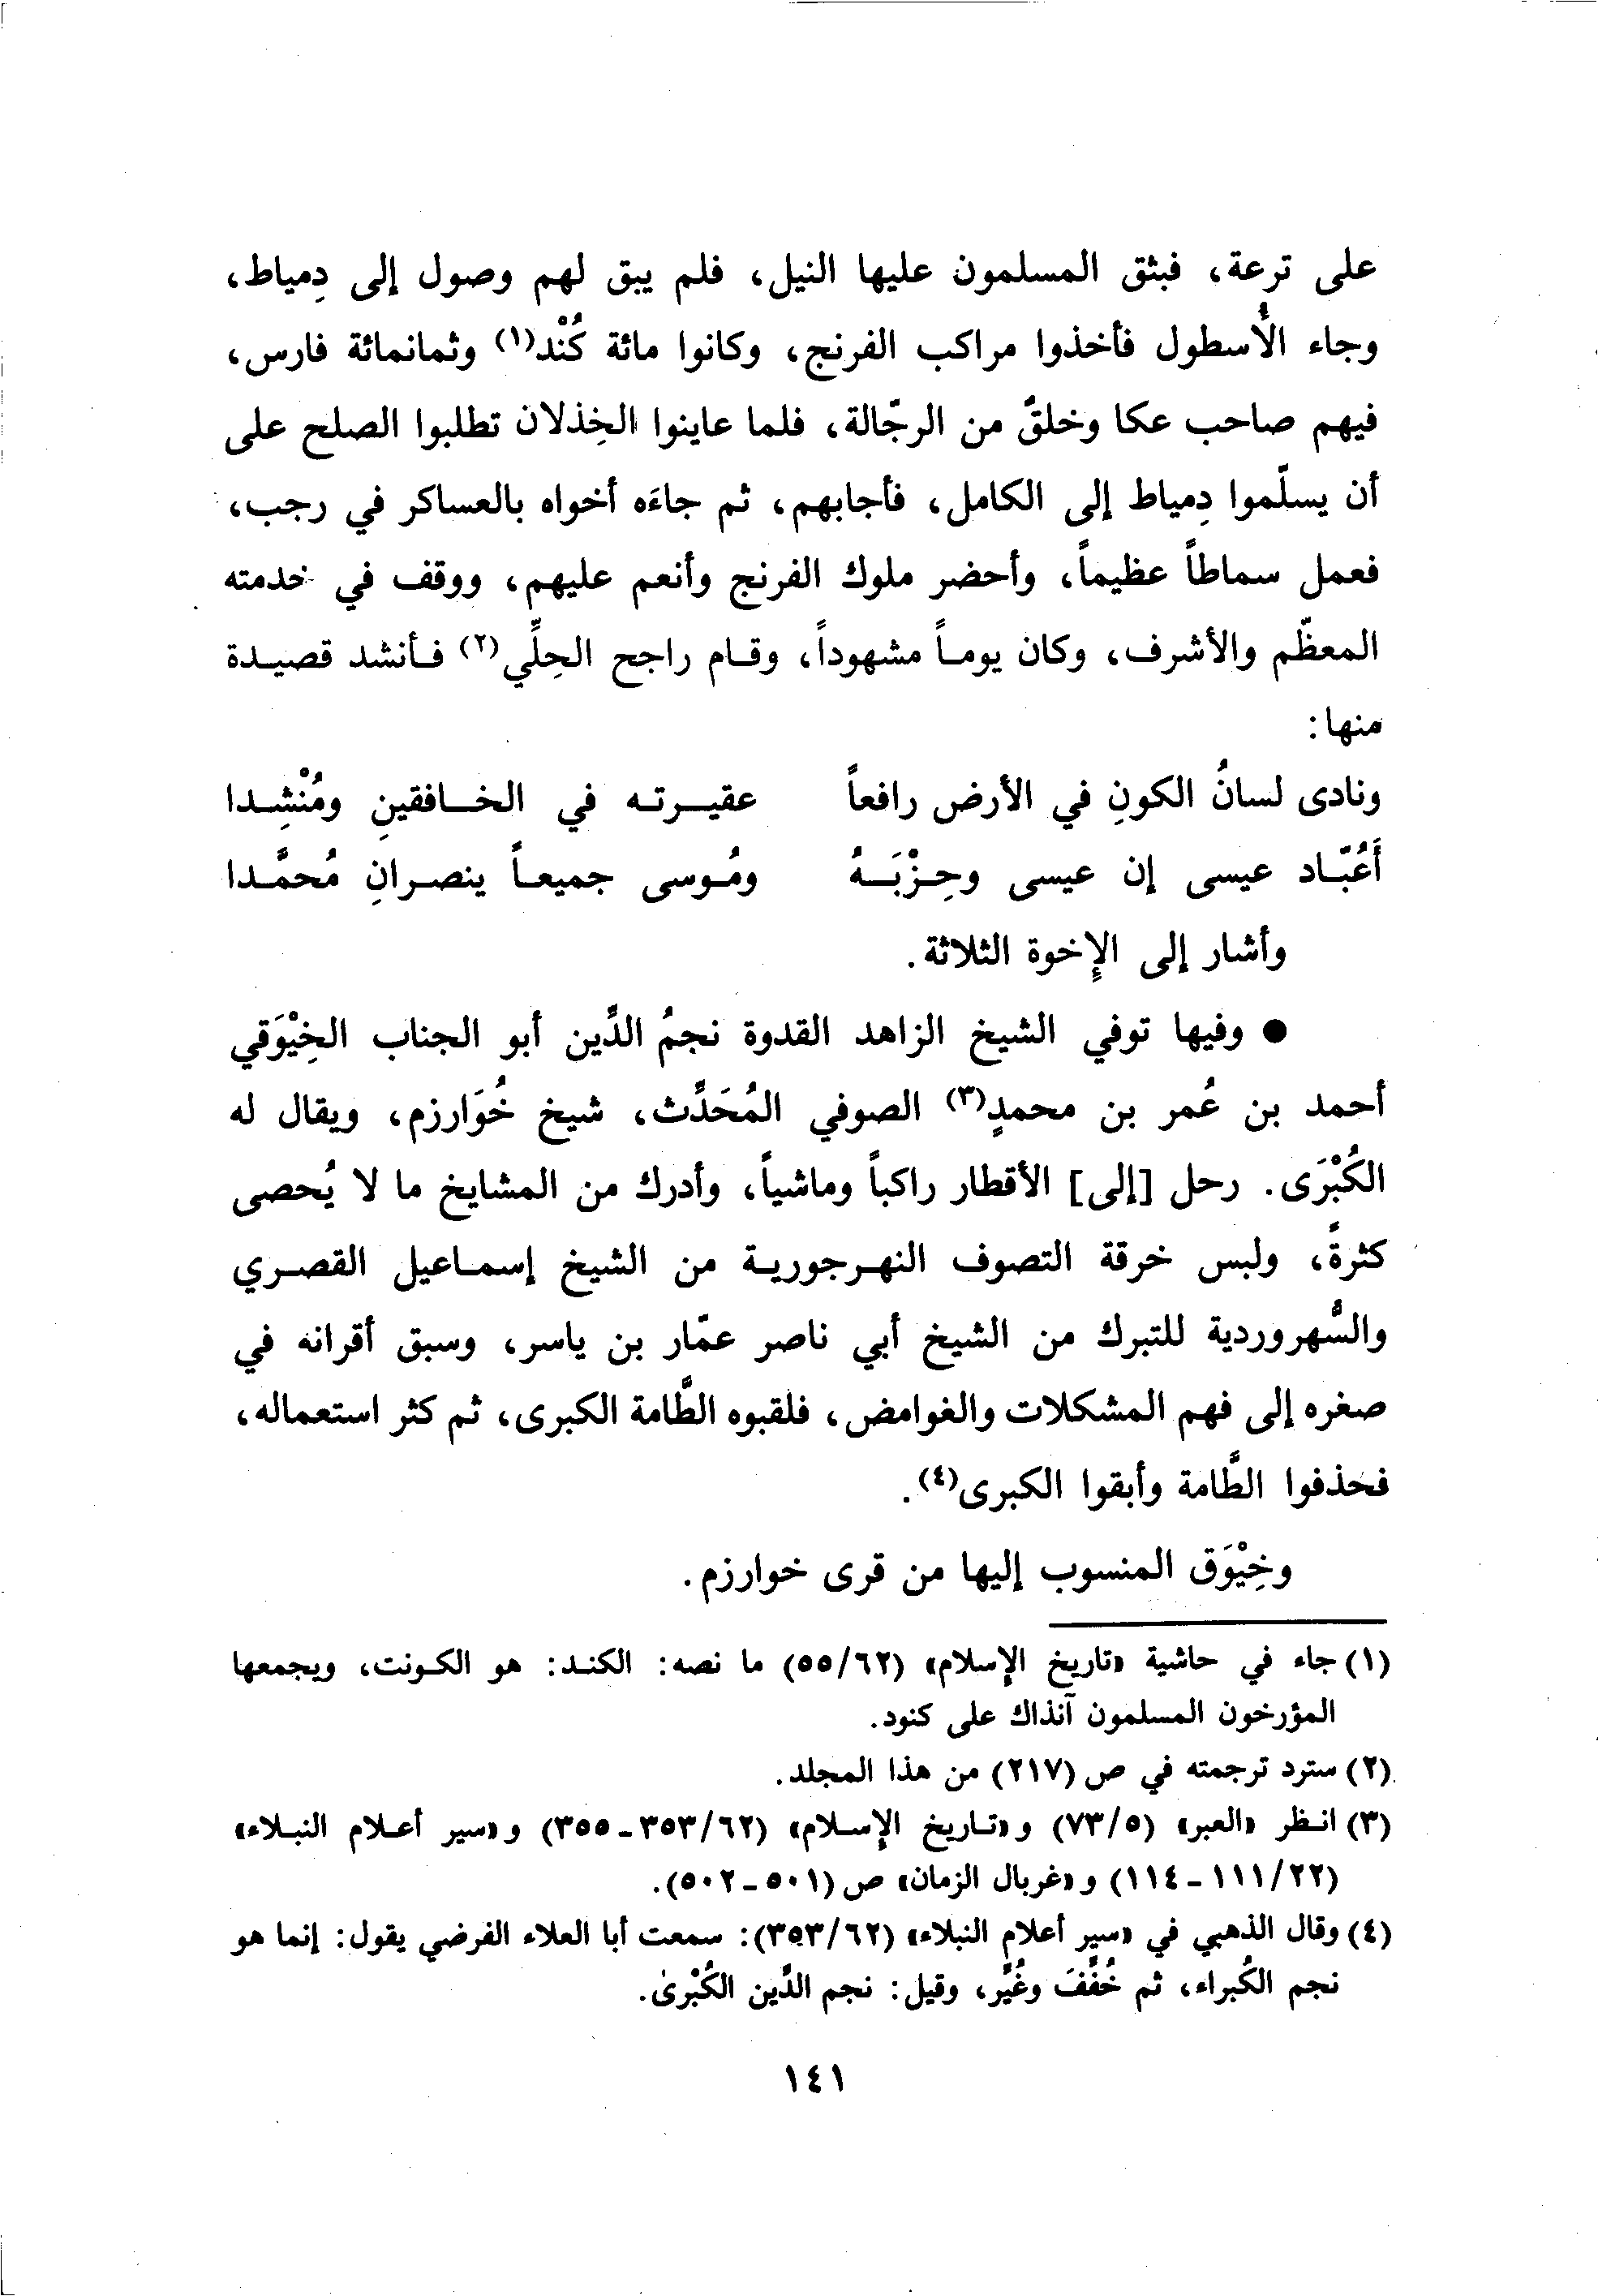 على ترعة، فبثق المسلمون عليها النيل، فلم يبق لهم وصول إلى دِمياط،
وجاء الأُسطول فأخذوا مراكب الفرنج، وكانوا مائة كُنْد(١) وثمانمائة فارس،
فيهم صاحب عكا وخلقٌ من الرجّالة، فلما عاينوا الخِذلان تطلبوا الصلح على
أن يسلّموا دِمياط إلى الكامل، فأجابهم، ثم جاءَه أخواه بالعساكر في رجب،
فعمل سماطاً عظيماً، وأحضر ملوك الفرنج وأنعم عليهم، ووقف في خدمته
المعظّم والأشرف، وكان يوماً مشهوداً، وقام راجح الحِلِّي(٢) فأنشد قصيدة
منها:
ونادى لسانُ الكونِ في الأرض رافعاً عقيرته في الخافقينِ ومُنْشِدا
أَعُبّاد عيسى إن عيسى وحِزْبَهُ ومُوسى جميعاً ينصرانِ مُحمَّدا
وأشار إلى الإِخوة الثلاثة.
● وفيها توفي الشيخ الزاهد القدوة نجمُ الدِّين أبو الجناب الخِيْوَقي
أحمد بن عُمر بن محمدٍ(٣) الصوفي المُحَدِّث، شيخ خُوَارزم، ويقال له
الكُبْرَى. رحل [إلى] الأقطار راكباً وماشياً، وأدرك من المشايخ ما لا يُحصى
كثرةً، ولبس خرقة التصوف النهرجورية من الشيخ إسماعيل القصري
والسُّهروردية للتبرك من الشيخ أبي ناصر عمّار بن ياسر، وسبق أقرانه في
صغره إلى فهم المشكلات والغوامض، فلقبوه الطَّامة الكبرى، ثم كثر استعماله،
فحذفوا الطَّامة وأبقوا الكبرى(٤).
وخِيْوَق المنسوب إليها من قرى خوارزم.
(١) جاء في حاشية «تاريخ الإسلام» (٥٥/٦٢) ما نصه: الكند: هو الكونت، ويجمعها
المؤرخون المسلمون آنذاك على كنود.
(٢) سترد ترجمته في ص (٢١٧) من هذا المجلد.
(٣) انظر «العبر» (٧٣/٥) و«تاريخ الإسلام» (٣٥٣/٦٢ - ٣٥٥) و«سير أعلام النبلاء»
(١١١/٢٢ - ١١٤) و«غربال الزمان» ص (٥٠١ - ٥٠٢).
(٤) وقال الذهبي في «سير أعلام النبلاء» (٣٥٣/٦٢): سمعت أبا العلاء الفرضي يقول: إنما هو
نجم الكُبراء، ثم خُفِّفَ وغُيِّر، وقيل: نجم الدِّين الكُبْرىٰ.
١٤١